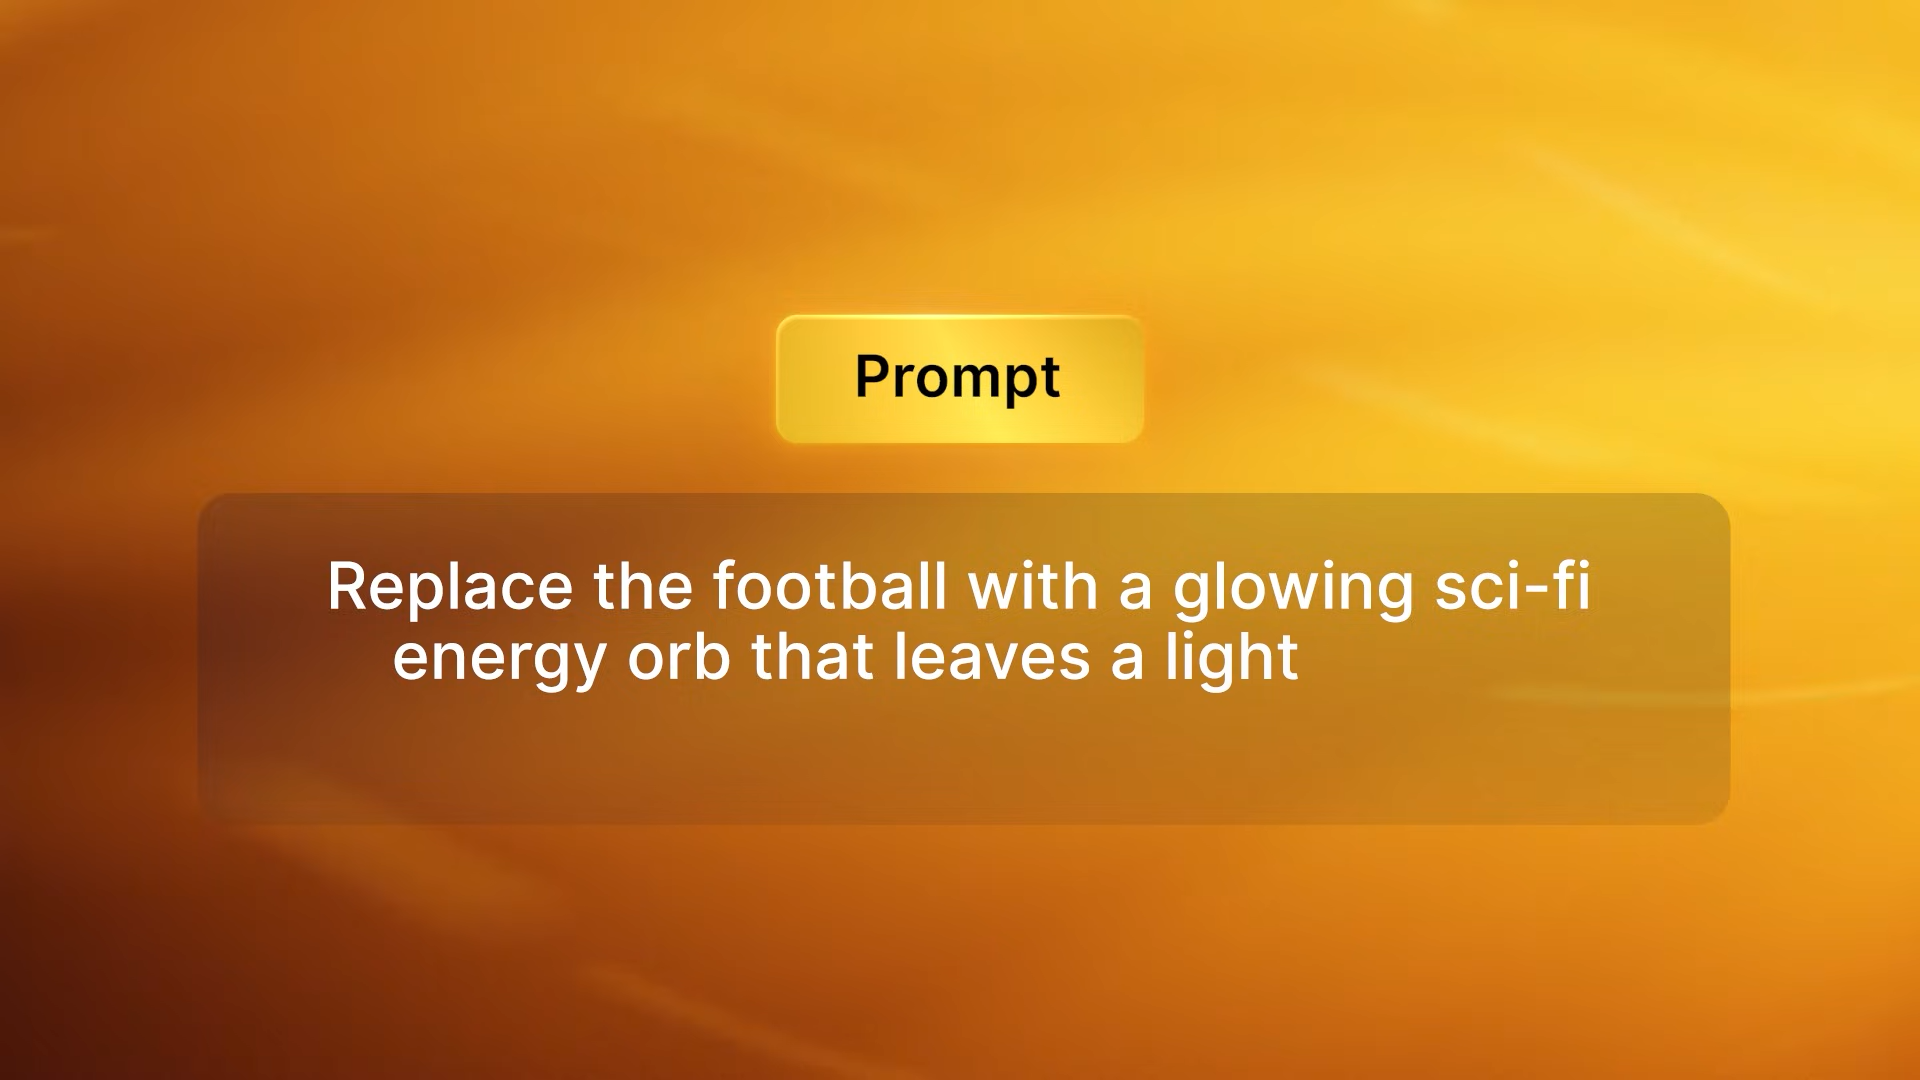 Prompt
Replace the football with a glowing sci-fi
energy orb that leaves a light